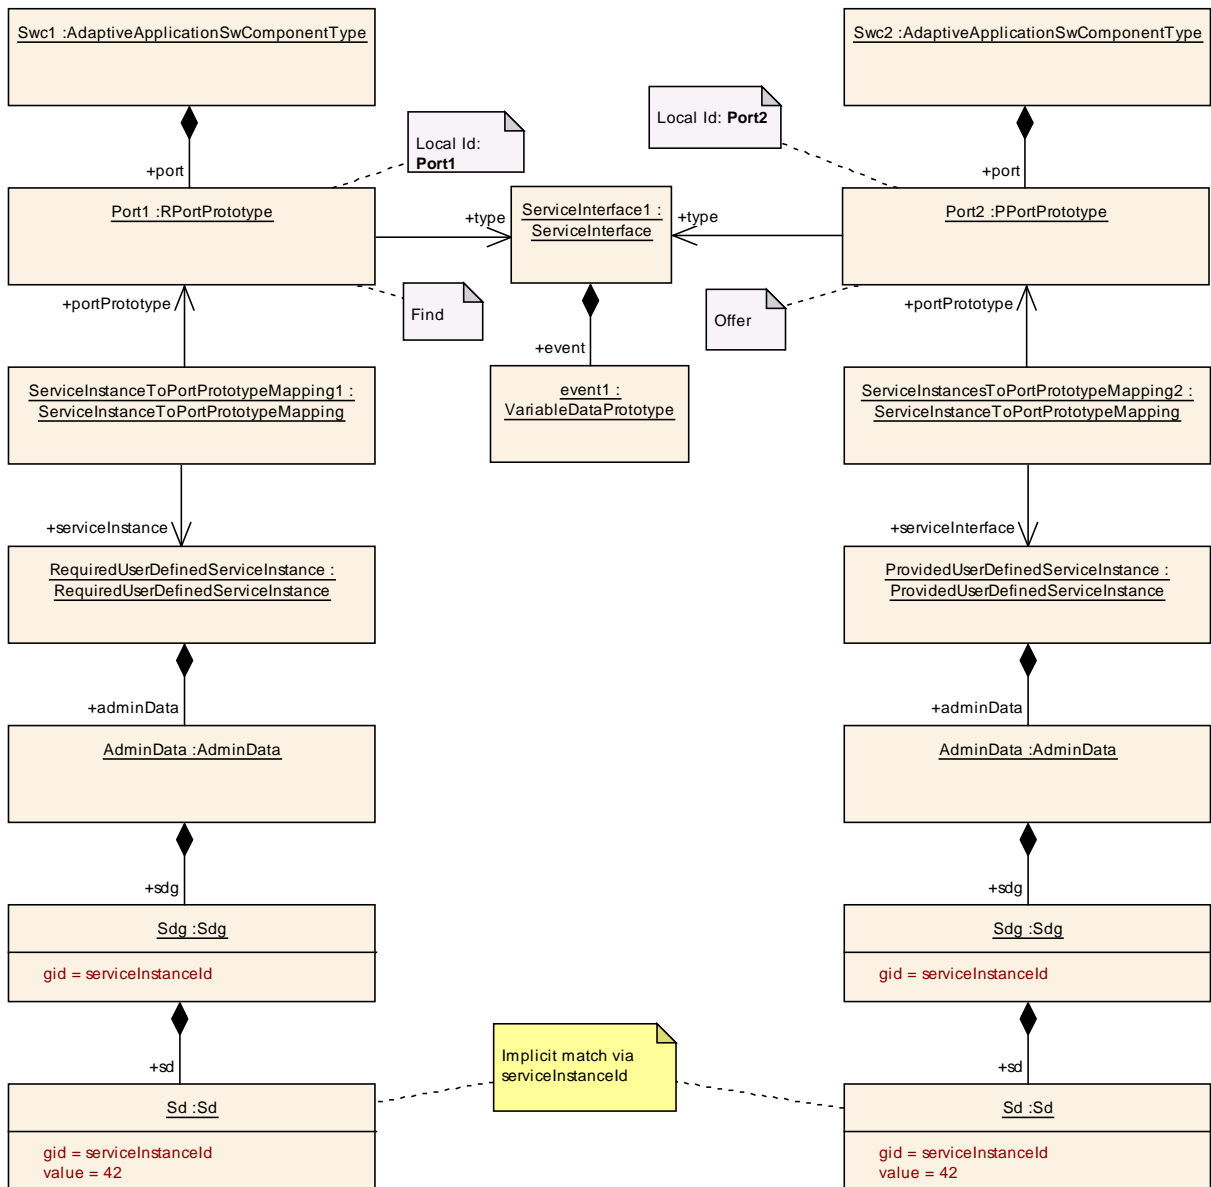 Swc1 :AdaptiveApplicationSwComponentType
Swc2 :AdaptiveApplicationSwComponentType
Local Id:
Port1
Local Id: Port2
+port
+port
Port1 :RPortPrototype
+type
ServiceInterface1 :
ServiceInterface
+type
Port2 :PPortPrototype
+portPrototype
Find
Offer
+portPrototype
+event
ServiceInstanceToPortPrototypeMapping1 :
ServiceInstanceToPortPrototypeMapping
event1 :
VariableDataPrototype
ServiceInstancesToPortPrototypeMapping2 :
ServiceInstanceToPortPrototypeMapping
+serviceInstance
+serviceInterface
RequiredUserDefinedServiceInstance :
RequiredUserDefinedServiceInstance
ProvidedUserDefinedServiceInstance :
ProvidedUserDefinedServiceInstance
+adminData
+adminData
AdminData :AdminData
AdminData :AdminData
+sdg
+sdg
Sdg :Sdg
gid = serviceInstanceId
Sdg :Sdg
gid = serviceInstanceId
+sd
Implicit match via
serviceInstanceId
+sd
Sd :Sd
gid = serviceInstanceId
value = 42
Sd :Sd
gid = serviceInstanceId
value = 42